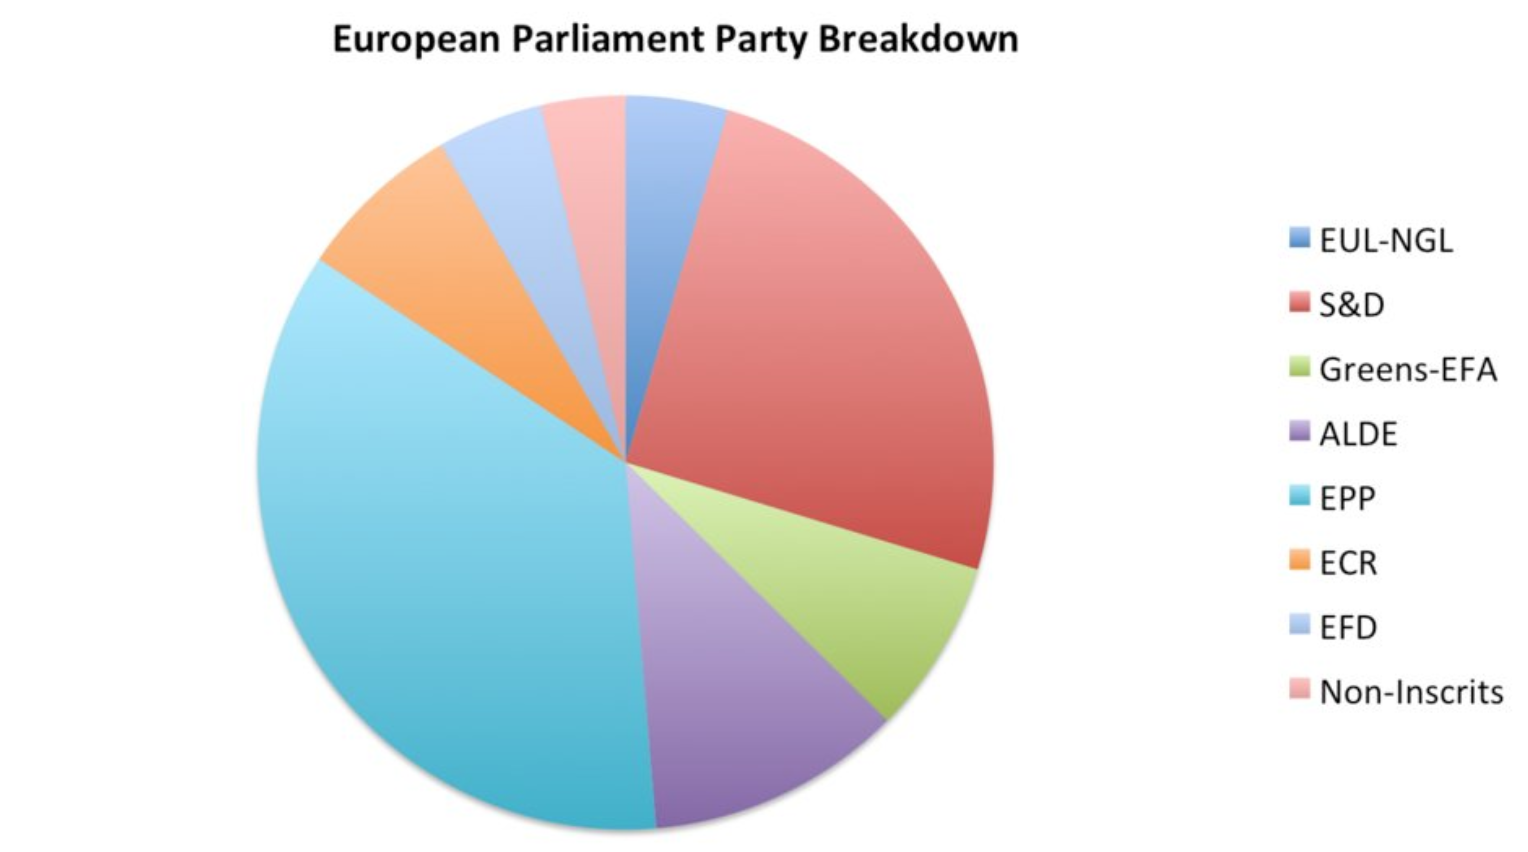 European Parliament Party Breakdown
EUL-NGL
S&D
Greens-EFA
ALDE
EPP
ECR
EFD
Non-Inscrits